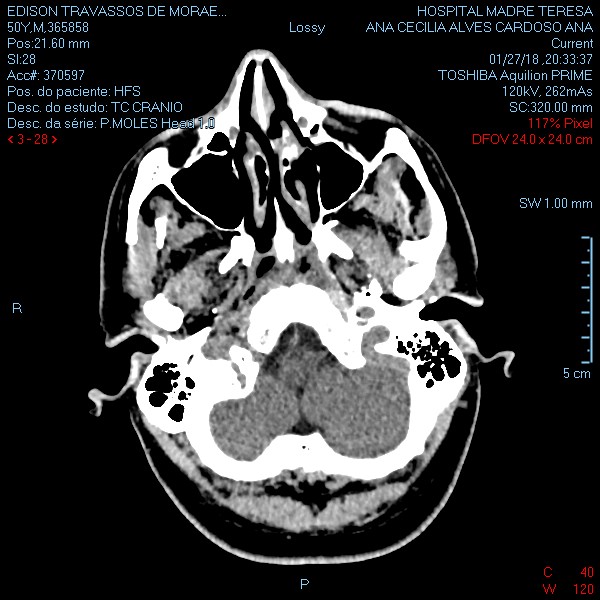 EDISON TRAVASSOS DE MORAE...
50Y,M,365858
Pos:21.60 mm
SI:28
Acc#: 370597
Pos. do paciente: HFS
Desc. do estudo: TC CRANIO
Desc. da série: P.MOLES Head 1.0
< 3 - 28 >
Lossy
HOSPITAL MADRE TERESA
ANA CECILIA ALVES CARDOSO ANA
Current
01/27/18 ,20:33:37
TOSHIBA Aquilion PRIME
120kV, 262mAs
SC:320.00 mm
117% Pixel
DFOV 24.0 x 24.0 cm
SW 1.00 mm
R
5 cm
P
C 40
W 120